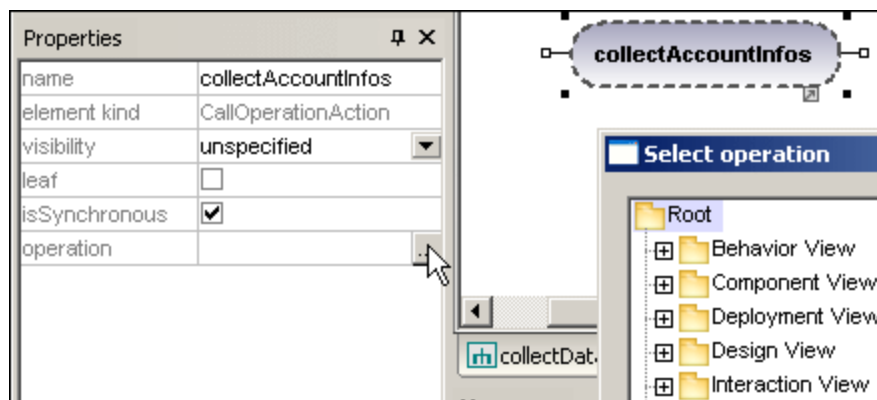 Properties
name collectAccountInfos
element kind CallOperationAction
visibility unspecified
leaf
isSynchronous
operation ...
collectAccountInfos
Select operation
Root
Behavior View
Component View
Deployment View
Design View
Interaction View
collectDat